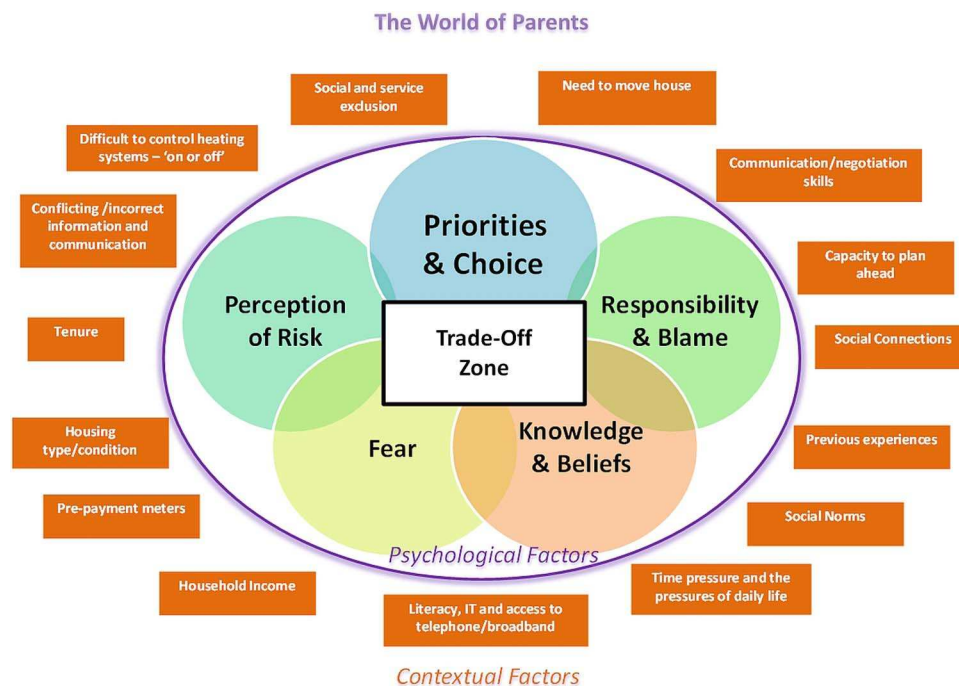 The World of Parents
Social and service
exclusion
Need to move house
Difficult to control heating
systems – ‘on or off’
Communication/negotiation
skills
Conflicting /incorrect
information and
communication
Priorities
& Choice
Capacity to plan
ahead
Perception
of Risk
Responsibility
& Blame
Tenure
Trade-Off
Zone
Social Connections
Housing
type/condition
Fear
Knowledge
& Beliefs
Previous experiences
Pre-payment meters
Social Norms
Psychological Factors
Household Income
Time pressure and the
pressures of daily life
Literacy, IT and access to
telephone/broadband
Contextual Factors